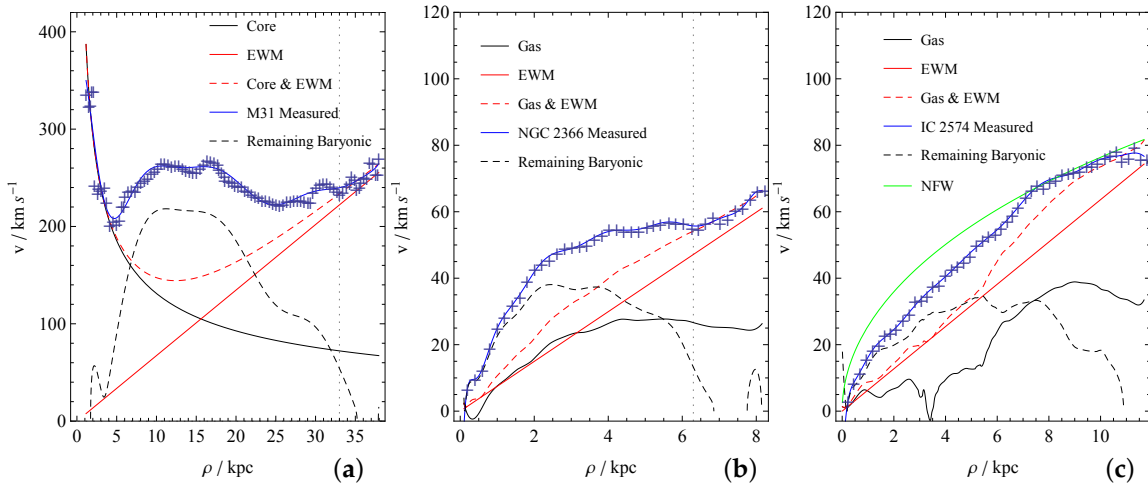 400
300
200
100
0
v / km s⁻¹
Core
EWM
Core & EWM
M31 Measured
Remaining Baryonic
0 5 10 15 20 25 30 35
ρ / kpc
(a)
120
100
80
60
40
20
0
v / km s⁻¹
Gas
EWM
Gas & EWM
NGC 2366 Measured
Remaining Baryonic
0 2 4 6 8
ρ / kpc
(b)
120
100
80
60
40
20
0
v / km s⁻¹
Gas
EWM
Gas & EWM
IC 2574 Measured
Remaining Baryonic
NFW
0 2 4 6 8 10
ρ / kpc
(c)